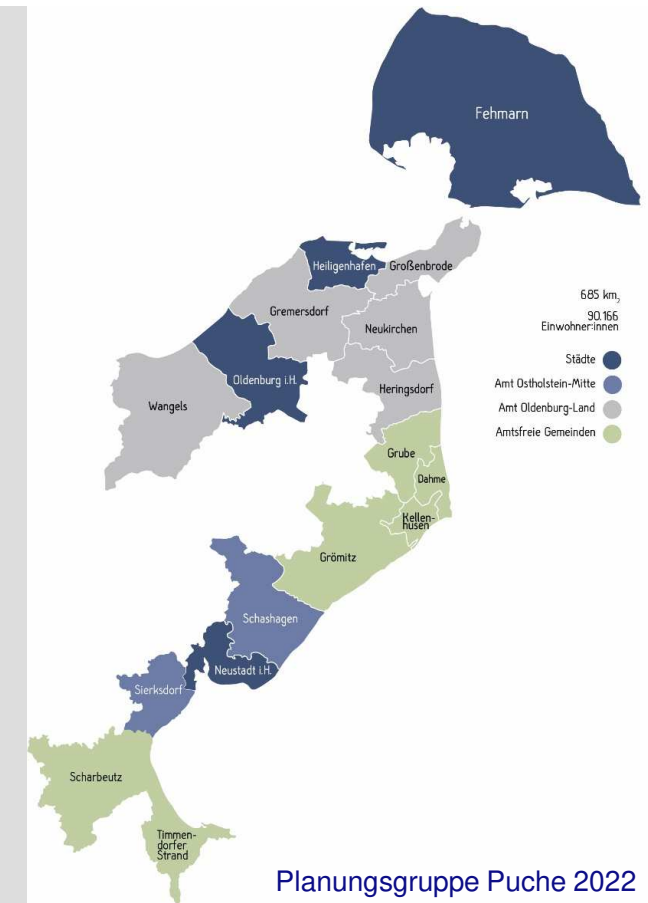 Fehmarn
Heiligenhafen
Großenbrode
Gremersdorf
Neukirchen
685 km²
90.166
Einwohner:innen
Städte
Amt Ostholstein-Mitte
Amt Oldenburg-Land
Amtsfreie Gemeinden
Oldenburg i.H.
Heringsdorf
Wangels
Grube
Dahme
Kellen-
husen
Grömitz
Schashagen
Neustadt i.H.
Sierksdorf
Scharbeutz
Timmen-
dorfer
Strand
Planungsgruppe Puche 2022